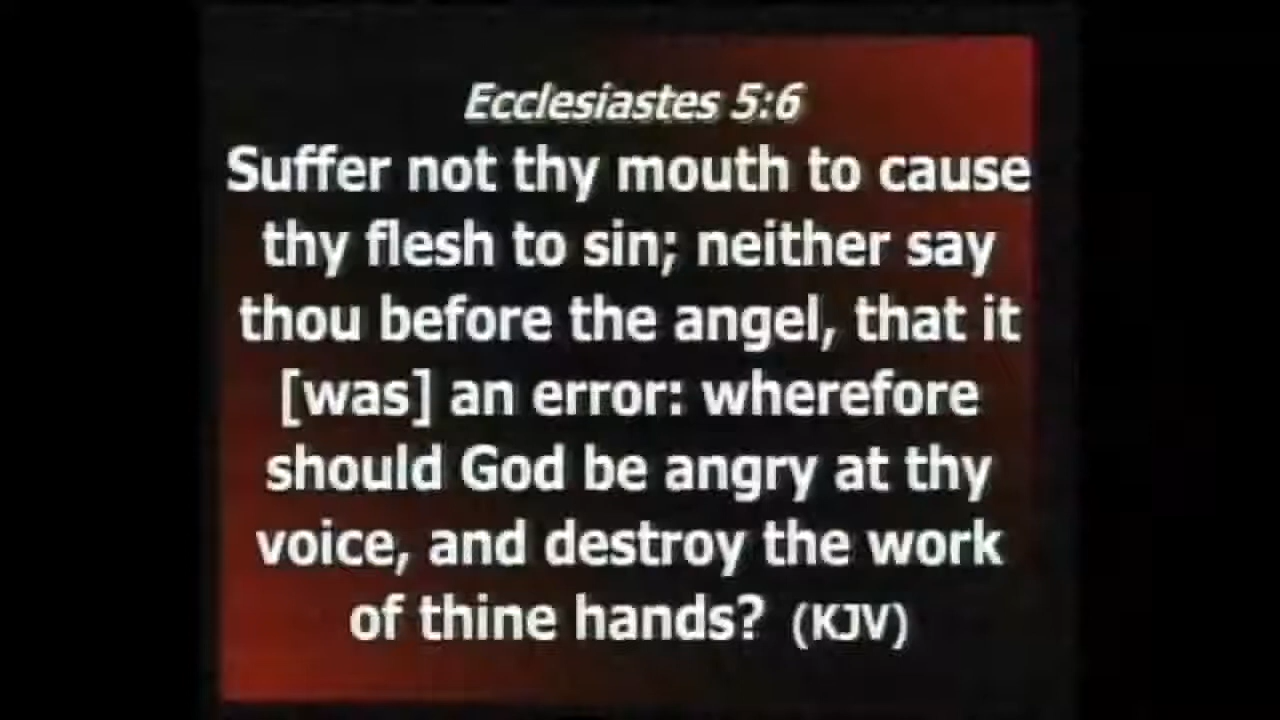 Ecclesiastes 5:6
Suffer not thy mouth to cause
thy flesh to sin; neither say
thou before the angel, that it
[was] an error: wherefore
should God be angry at thy
voice, and destroy the work
of thine hands? (KJV)